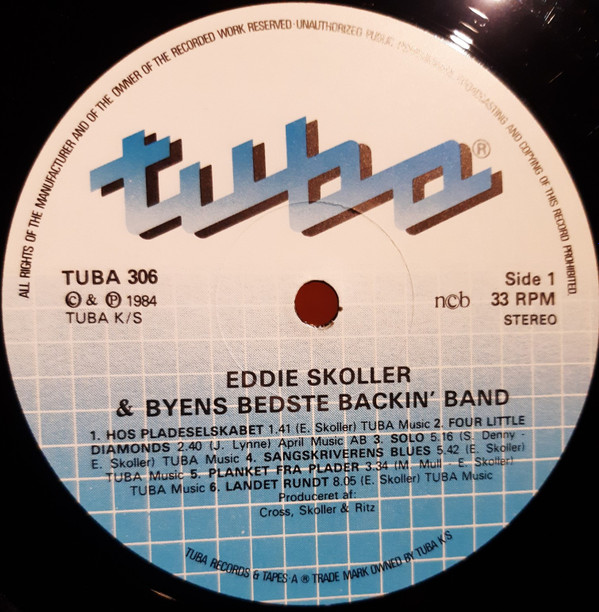 ALL RIGHTS OF THE MANUFACTURER AND OF THE OWNER OF THE RECORDED WORK RESERVED · UNAUTHORIZED PUBLIC BROADCASTING AND COPYING OF THIS RECORD PROHIBITED.
tuba®
TUBA 306
© & ℗ 1984
TUBA K/S
Side 1
ncb 33 RPM
STEREO
EDDIE SKOLLER
& BYENS BEDSTE BACKIN' BAND
1. HOS PLADESELSKABET 1.41 (E. Skoller) TUBA Music 2. FOUR LITTLE
DIAMONDS 2.40 (J. Lynne) April Music AB 3. SOLO 5.16 (S. Denny -
E. Skoller) TUBA Music 4. SANGSKRIVERENS BLUES 5.42 (E. Skoller)
TUBA Music 5. PLANKET FRA PLADER 3.34 (M. Mull - E. Skoller)
TUBA Music 6. LANDET RUNDT 8.05 (E. Skoller) TUBA Music
Produceret af:
Cross, Skoller & Ritz
TUBA RECORDS & TAPES · A ® TRADE MARK OWNED BY TUBA K/S